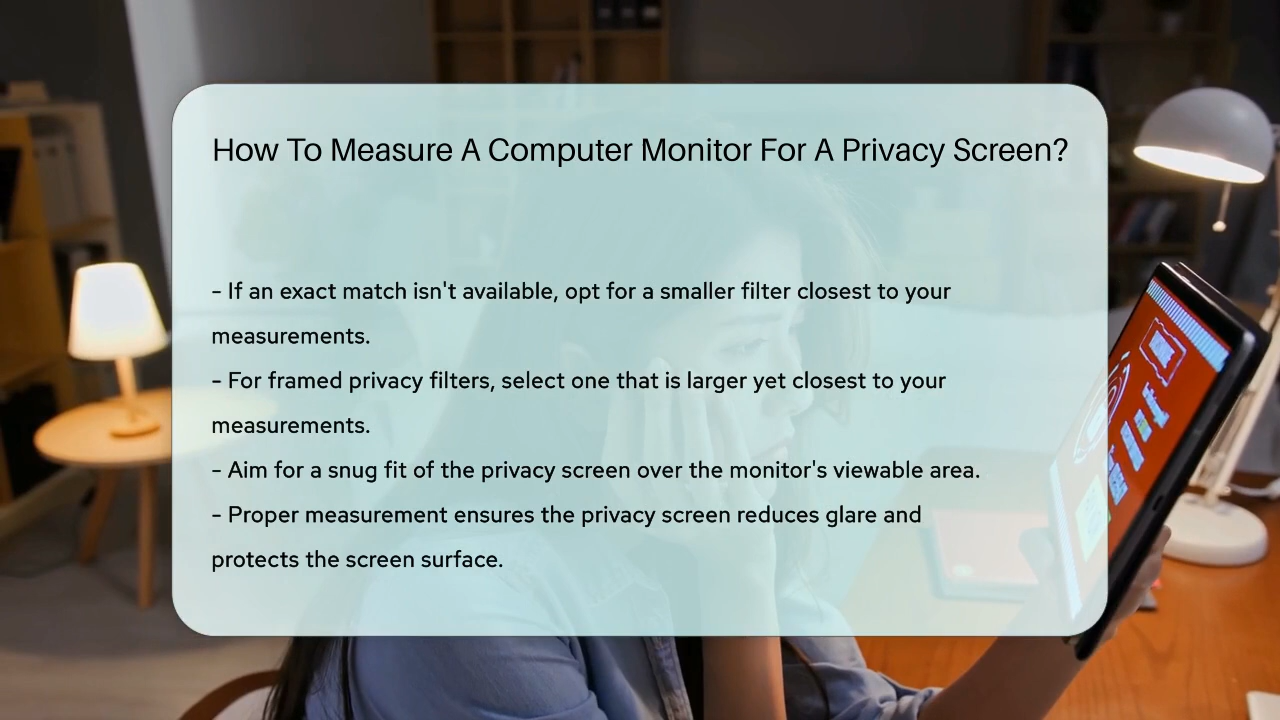 How To Measure A Computer Monitor For A Privacy Screen?
- If an exact match isn't available, opt for a smaller filter closest to your
measurements.
- For framed privacy filters, select one that is larger yet closest to your
measurements.
- Aim for a snug fit of the privacy screen over the monitor's viewable area.
- Proper measurement ensures the privacy screen reduces glare and
protects the screen surface.